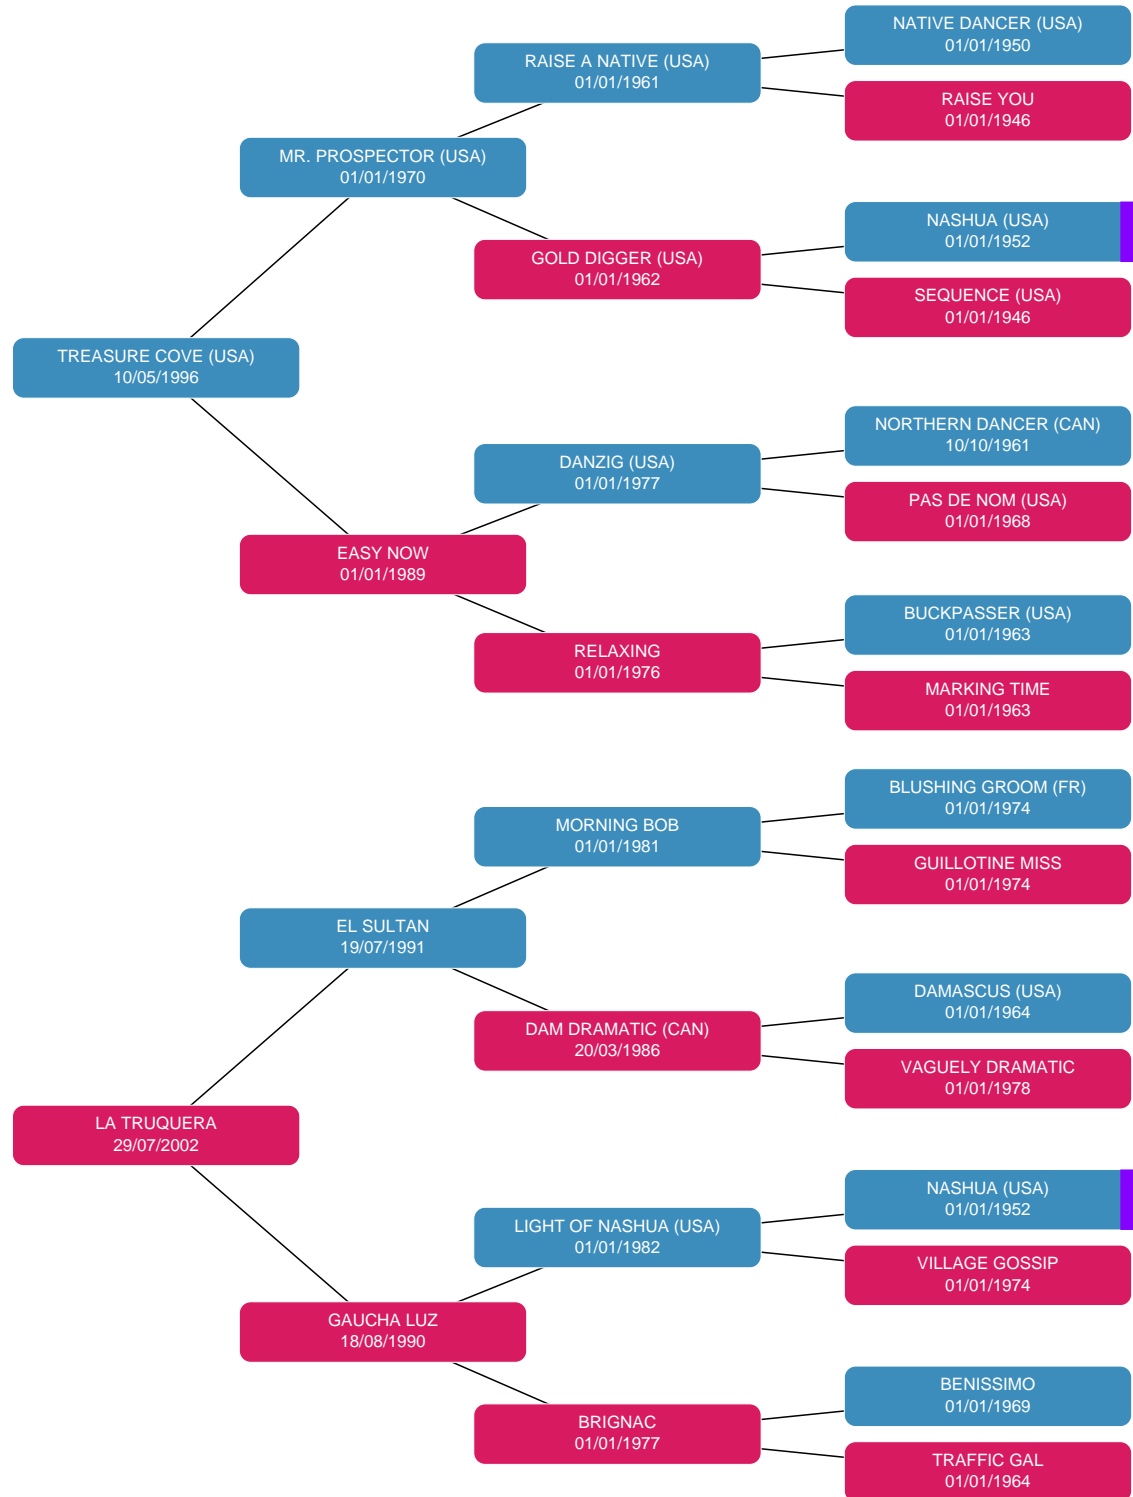 NATIVE DANCER (USA)
01/01/1950
RAISE A NATIVE (USA)
01/01/1961
RAISE YOU
01/01/1946
MR. PROSPECTOR (USA)
01/01/1970
NASHUA (USA)
01/01/1952
GOLD DIGGER (USA)
01/01/1962
SEQUENCE (USA)
01/01/1946
TREASURE COVE (USA)
10/05/1996
NORTHERN DANCER (CAN)
10/10/1961
DANZIG (USA)
01/01/1977
PAS DE NOM (USA)
01/01/1968
EASY NOW
01/01/1989
BUCKPASSER (USA)
01/01/1963
RELAXING
01/01/1976
MARKING TIME
01/01/1963
BLUSHING GROOM (FR)
01/01/1974
MORNING BOB
01/01/1981
GUILLOTINE MISS
01/01/1974
EL SULTAN
19/07/1991
DAMASCUS (USA)
01/01/1964
DAM DRAMATIC (CAN)
20/03/1986
VAGUELY DRAMATIC
01/01/1978
LA TRUQUERA
29/07/2002
NASHUA (USA)
01/01/1952
LIGHT OF NASHUA (USA)
01/01/1982
VILLAGE GOSSIP
01/01/1974
GAUCHA LUZ
18/08/1990
BENISSIMO
01/01/1969
BRIGNAC
01/01/1977
TRAFFIC GAL
01/01/1964